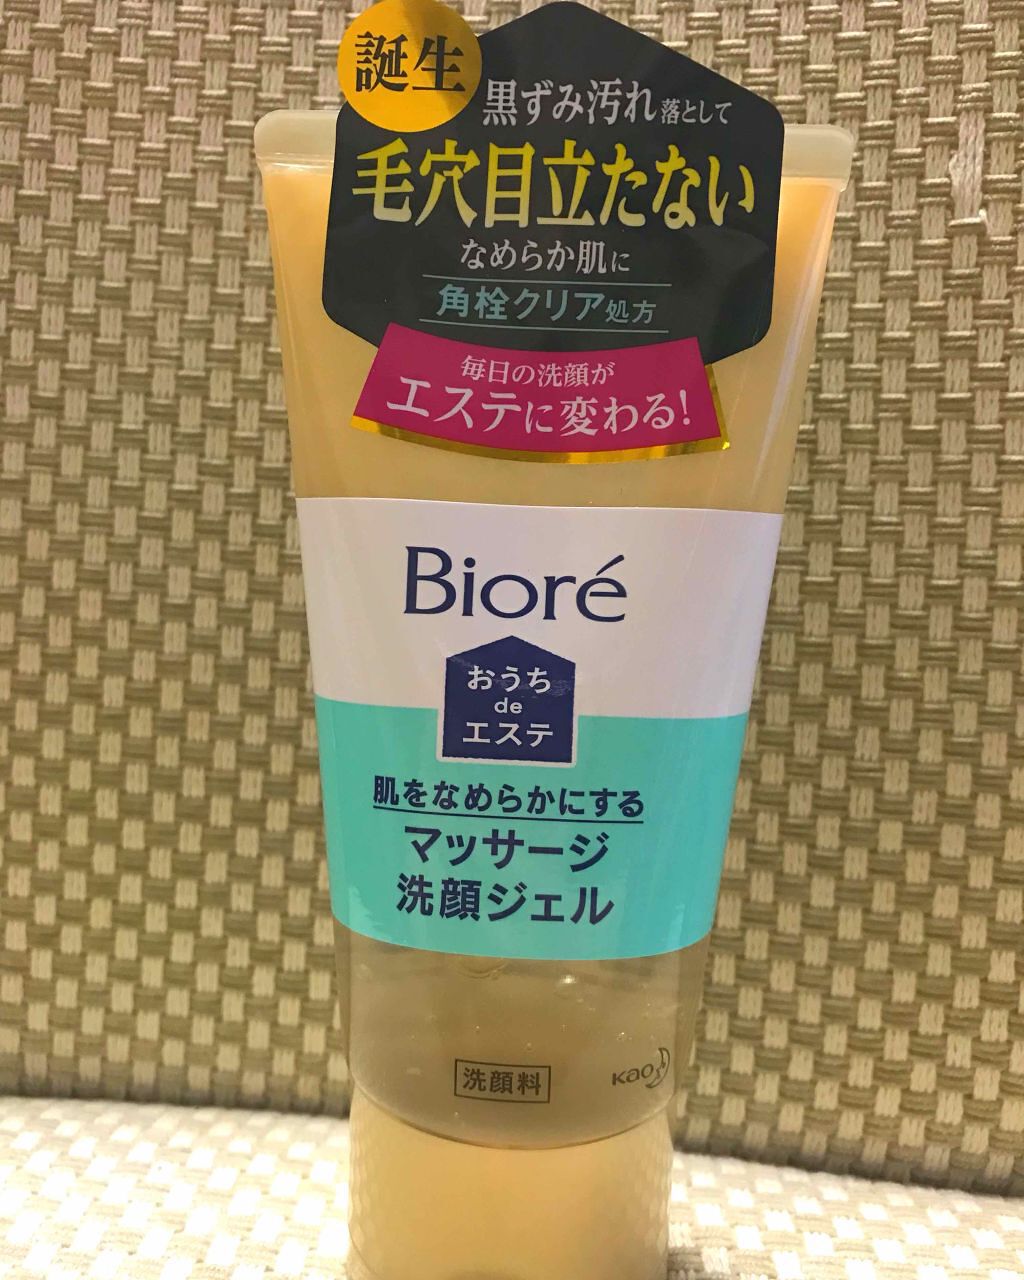 誕生
黒ずみ汚れ落として
毛穴目立たない
なめらか肌に
角栓クリア処方
毎日の洗顔が
エステに変わる!
Bioré
おうち
de
エステ
肌をなめらかにする
マッサージ
洗顔ジェル
洗顔料
Kao